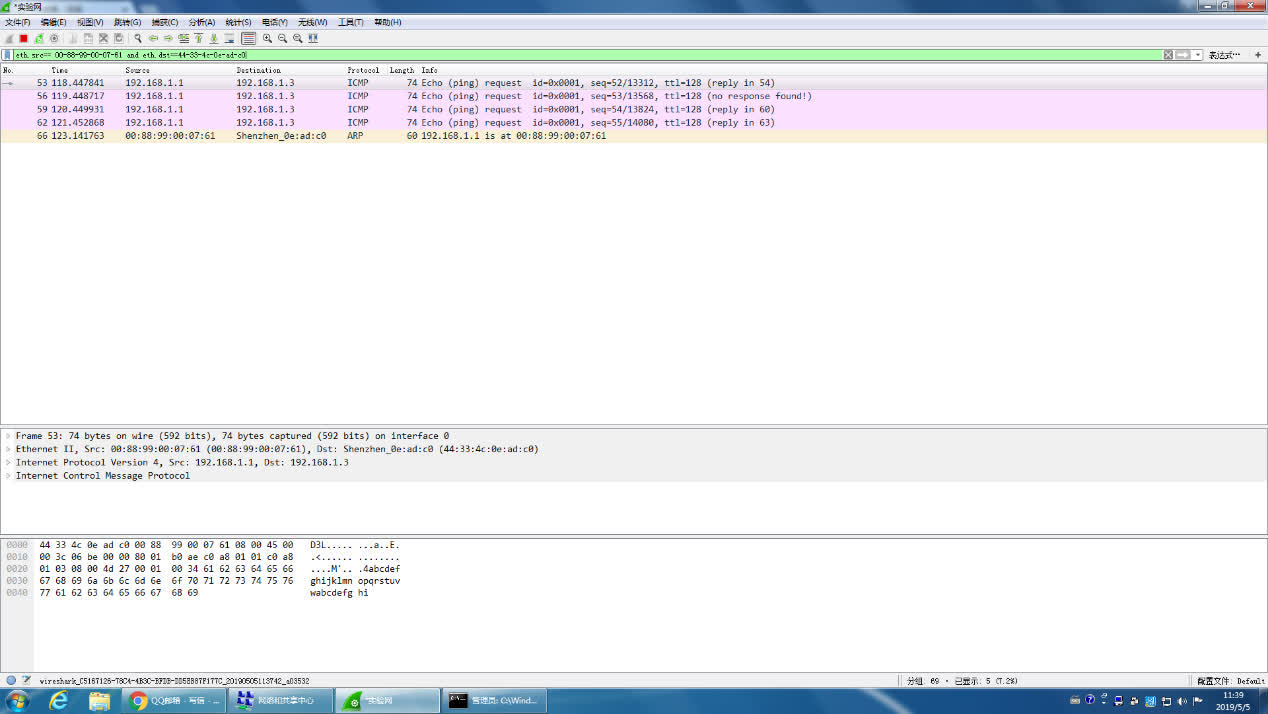 *实验网
文件(F) 编辑(E) 视图(V) 跳转(G) 捕获(C) 分析(A) 统计(S) 电话(Y) 无线(W) 工具(T) 帮助(H)
eth.src== 00-88-99-00-07-61 and eth.dst==44-33-4c-0e-ad-c0 表达式… +
No. Time Source Destination Protocol Length Info
53 118.447841 192.168.1.1 192.168.1.3 ICMP 74 Echo (ping) request id=0x0001, seq=52/13312, ttl=128 (reply in 54)
56 119.448717 192.168.1.1 192.168.1.3 ICMP 74 Echo (ping) request id=0x0001, seq=53/13568, ttl=128 (no response found!)
59 120.449931 192.168.1.1 192.168.1.3 ICMP 74 Echo (ping) request id=0x0001, seq=54/13824, ttl=128 (reply in 60)
62 121.452868 192.168.1.1 192.168.1.3 ICMP 74 Echo (ping) request id=0x0001, seq=55/14080, ttl=128 (reply in 63)
66 123.141763 00:88:99:00:07:61 Shenzhen_0e:ad:c0 ARP 60 192.168.1.1 is at 00:88:99:00:07:61
Frame 53: 74 bytes on wire (592 bits), 74 bytes captured (592 bits) on interface 0
Ethernet II, Src: 00:88:99:00:07:61 (00:88:99:00:07:61), Dst: Shenzhen_0e:ad:c0 (44:33:4c:0e:ad:c0)
Internet Protocol Version 4, Src: 192.168.1.1, Dst: 192.168.1.3
Internet Control Message Protocol
0000 44 33 4c 0e ad c0 00 88 99 00 07 61 08 00 45 00 D3L..... ...a..E.
0010 00 3c 06 be 00 00 80 01 b0 ae c0 a8 01 01 c0 a8 .<...... ........
0020 01 03 08 00 4d 27 00 01 00 34 61 62 63 64 65 66 ....M'.. .4abcdef
0030 67 68 69 6a 6b 6c 6d 6e 6f 70 71 72 73 74 75 76 ghijklmn opqrstuv
0040 77 61 62 63 64 65 66 67 68 69 wabcdefg hi
分组: 69 · 已显示: 5 (7.2%) 配置文件: Default
QQ邮箱 - 写信 - ... 网络和共享中心 *实验网 管理员: C:\Wind...
11:39
2019/5/5